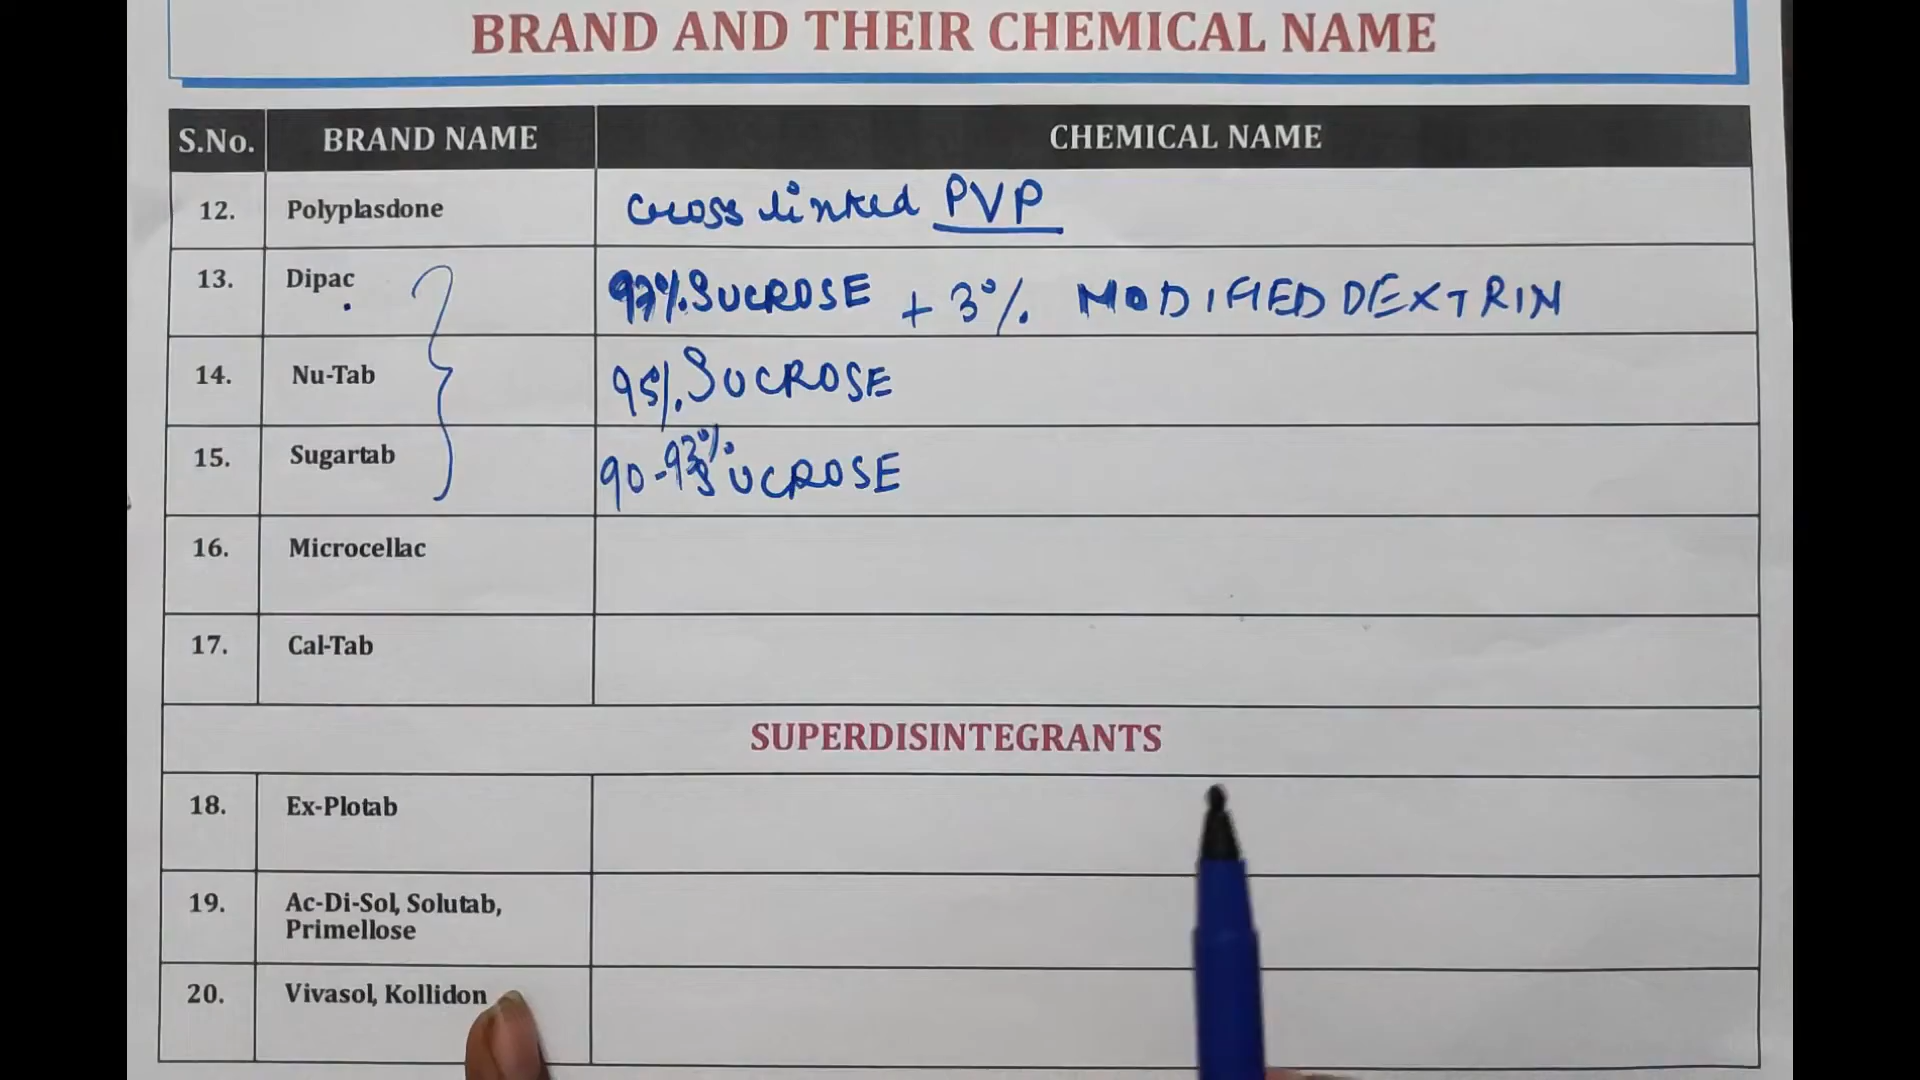 BRAND AND THEIR CHEMICAL NAME
S.No. BRAND NAME CHEMICAL NAME
12. Polyplasdone Cross linked PVP
13. Dipac 97% SUCROSE + 3% MODIFIED DEXTRIN
14. Nu-Tab 95% SUCROSE
15. Sugartab 90-93% SUCROSE
16. Microcellac
17. Cal-Tab
SUPERDISINTEGRANTS
18. Ex-Plotab
19. Ac-Di-Sol, Solutab,
Primellose
20. Vivasol, Kollidon